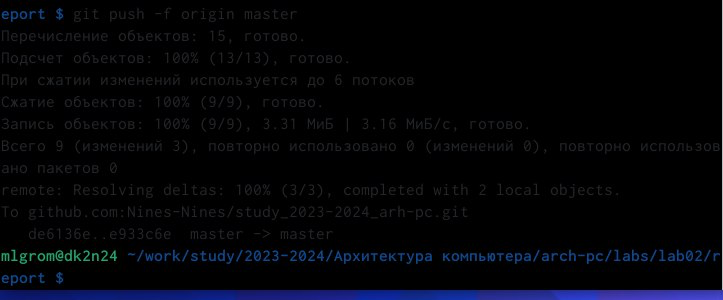 eport $ git push -f origin master
Перечисление объектов: 15, готово.
Подсчет объектов: 100% (13/13), готово.
При сжатии изменений используется до 6 потоков
Сжатие объектов: 100% (9/9), готово.
Запись объектов: 100% (9/9), 3.31 МиБ | 3.16 МиБ/с, готово.
Всего 9 (изменений 3), повторно использовано 0 (изменений 0), повторно использов
ано пакетов 0
remote: Resolving deltas: 100% (3/3), completed with 2 local objects.
To github.com:Nines-Nines/study_2023-2024_arh-pc.git
   de6136e..e933c6e  master -> master
mlgrom@dk2n24 ~/work/study/2023-2024/Архитектура компьютера/arch-pc/labs/lab02/r
eport $